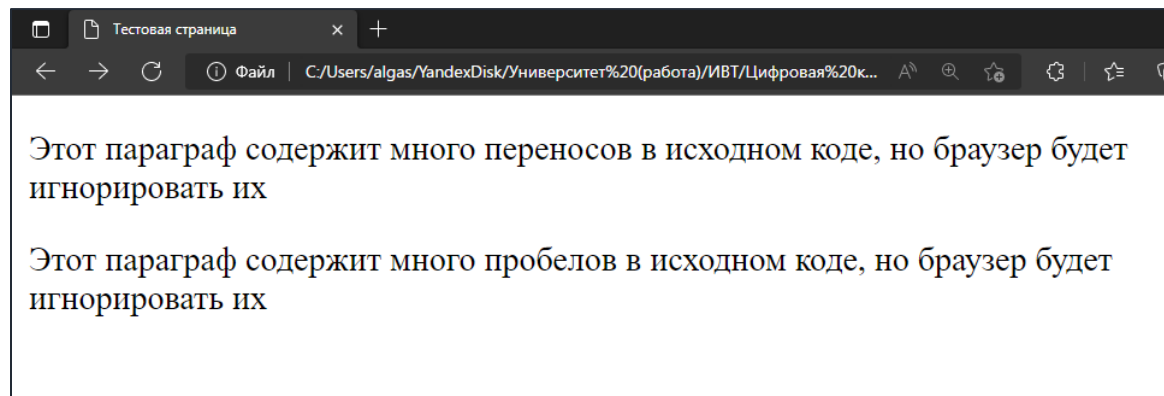 Тестовая страница
Файл C:/Users/algas/YandexDisk/Университет%20(работа)/ИВТ/Цифровая%20к...
Этот параграф содержит много переносов в исходном коде, но браузер будет
игнорировать их
Этот параграф содержит много пробелов в исходном коде, но браузер будет
игнорировать их